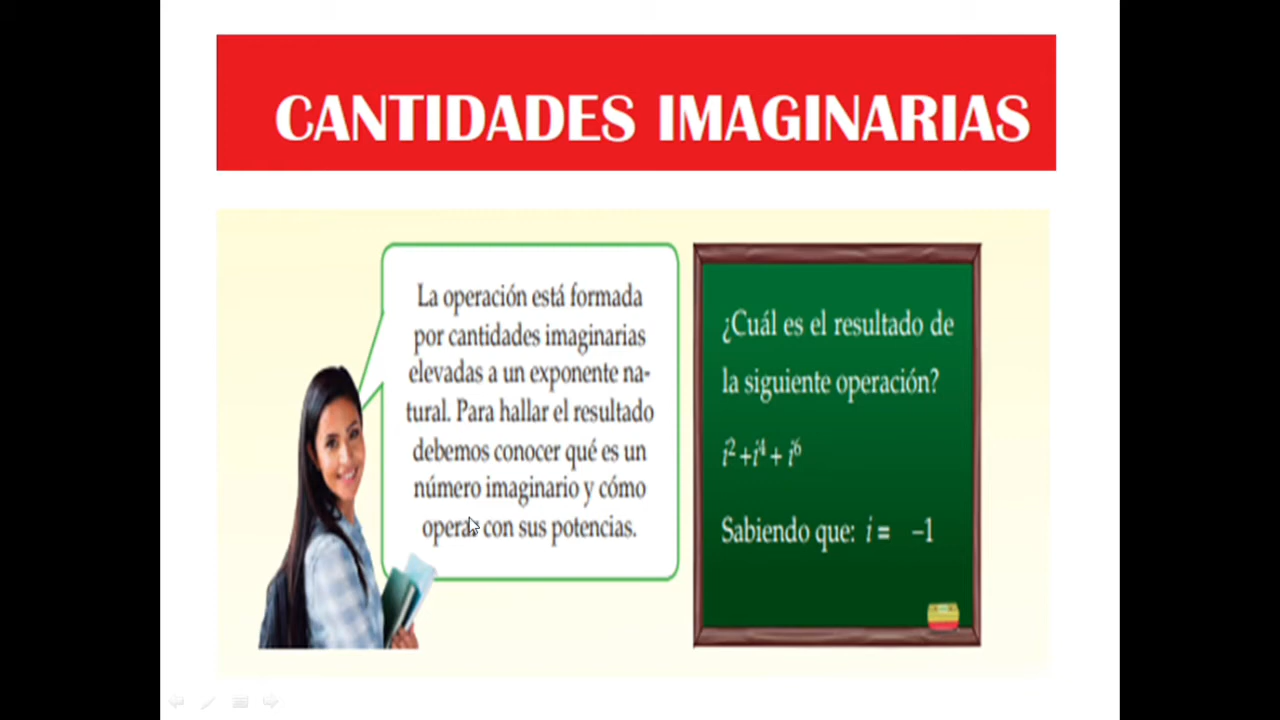 CANTIDADES IMAGINARIAS
La operación está formada
por cantidades imaginarias
elevadas a un exponente na-
tural. Para hallar el resultado
debemos conocer qué es un
número imaginario y cómo
operar con sus potencias.
¿Cuál es el resultado de
la siguiente operación?
i² + i⁴ + i⁶
Sabiendo que: i = –1